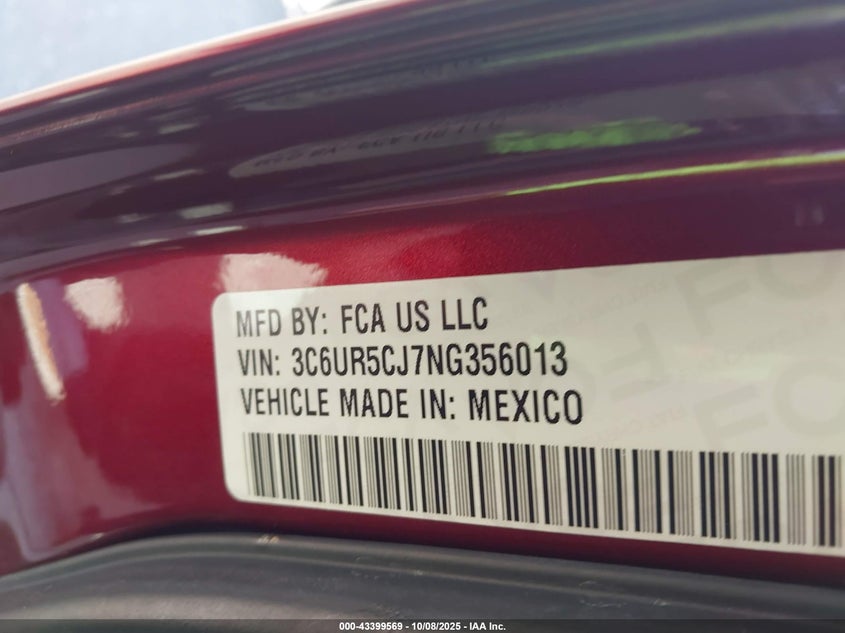 MFD BY: FCA US LLC
VIN: 3C6UR5CJ7NG356013
VEHICLE MADE IN: MEXICO
000-43399569 - 10/08/2025 - IAA Inc.